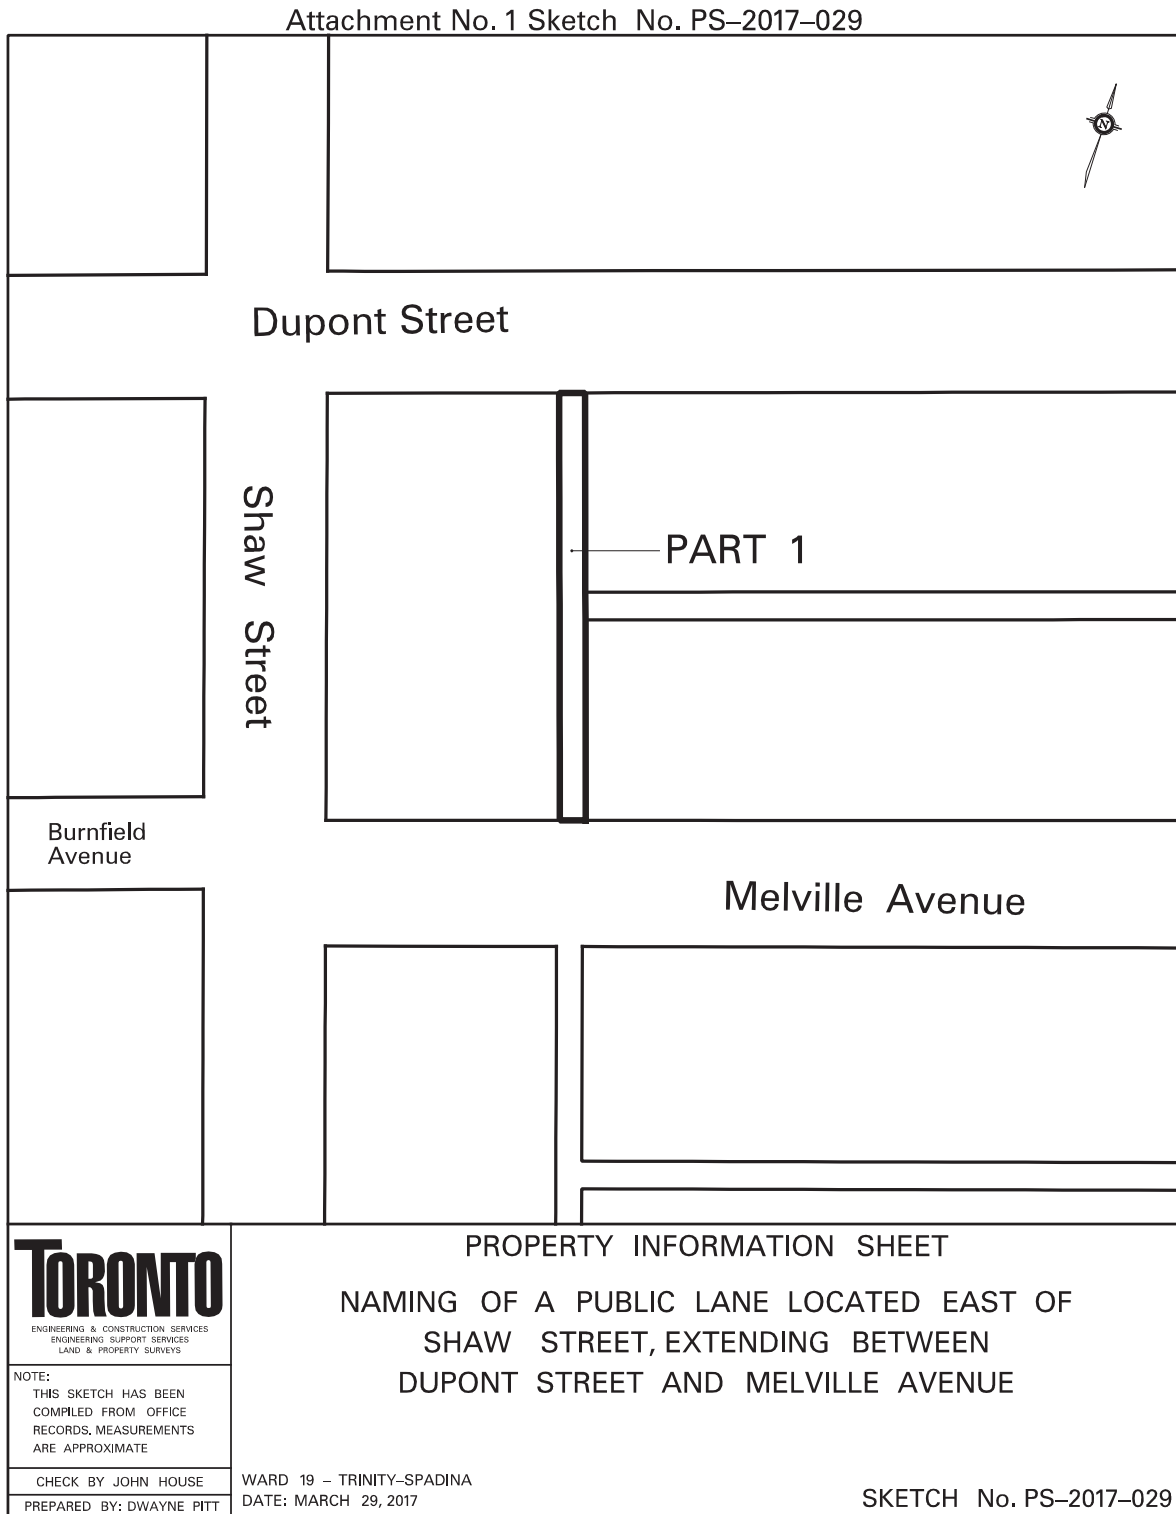 Attachment No. 1 Sketch No. PS–2017–029
N
Dupont Street
Shaw Street
PART 1
Burnfield
Avenue
Melville Avenue
TORONTO
ENGINEERING & CONSTRUCTION SERVICES
ENGINEERING SUPPORT SERVICES
LAND & PROPERTY SURVEYS
NOTE:
THIS SKETCH HAS BEEN
COMPILED FROM OFFICE
RECORDS. MEASUREMENTS
ARE APPROXIMATE
CHECK BY JOHN HOUSE
PREPARED BY: DWAYNE PITT
PROPERTY INFORMATION SHEET
NAMING OF A PUBLIC LANE LOCATED EAST OF
SHAW STREET, EXTENDING BETWEEN
DUPONT STREET AND MELVILLE AVENUE
WARD 19 – TRINITY–SPADINA
DATE: MARCH 29, 2017
SKETCH No. PS–2017–029